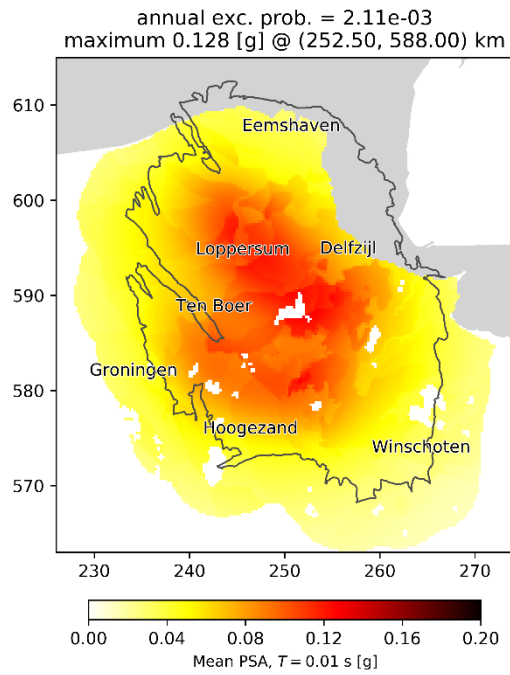 annual exc. prob. = 2.11e-03
maximum 0.128 [g] @ (252.50, 588.00) km
610
Eemshaven
600
Loppersum Delfzijl
590
Ten Boer
Groningen
580
Hoogezand
Winschoten
570
230 240 250 260 270
0.00 0.04 0.08 0.12 0.16 0.20
Mean PSA, T = 0.01 s [g]